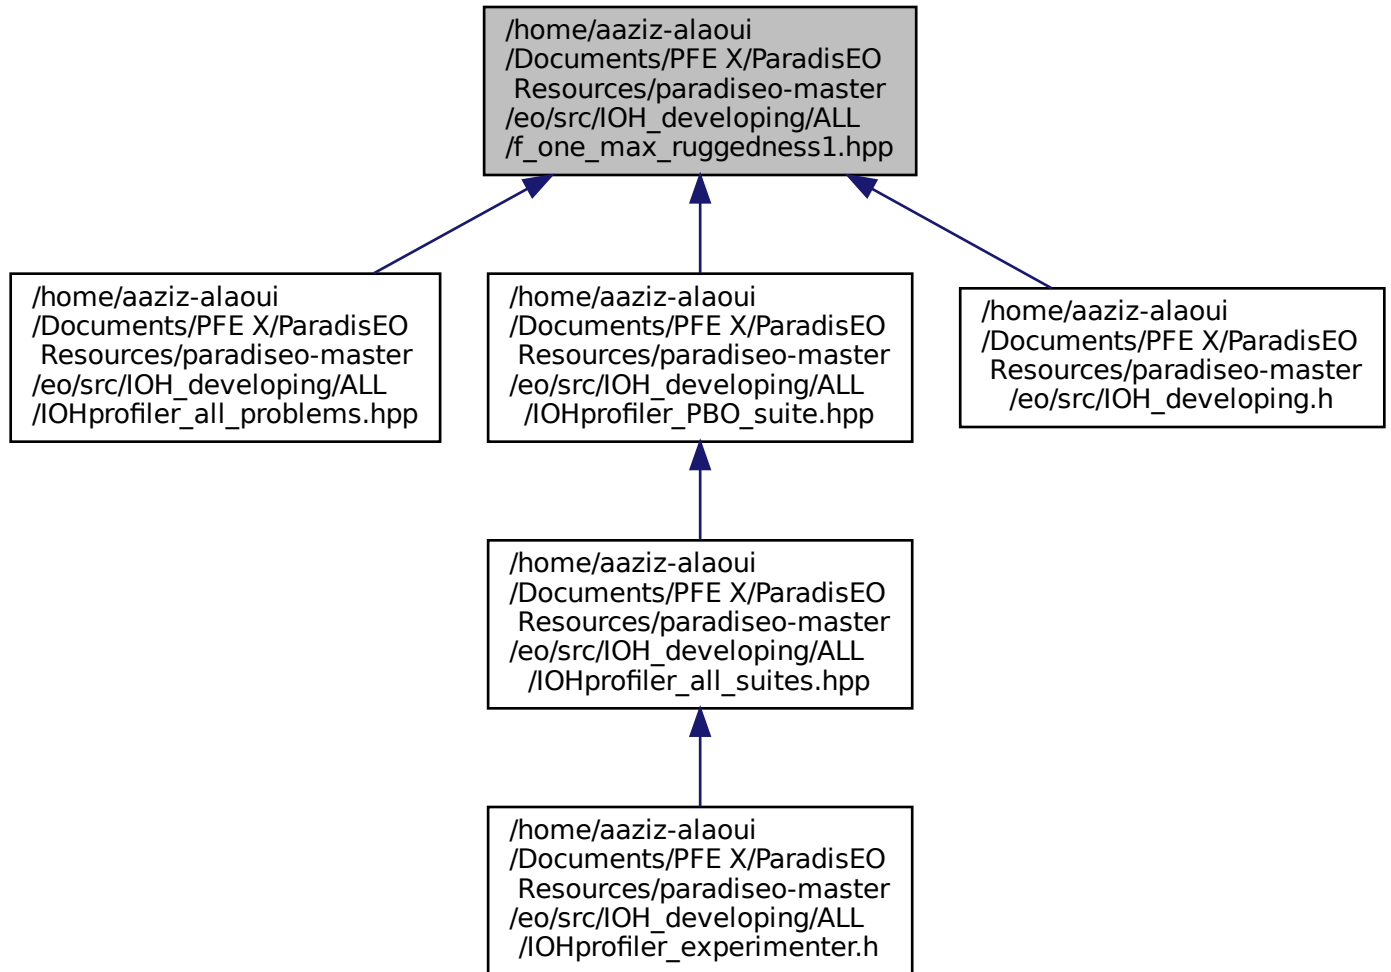 /home/aaziz-alaoui
/Documents/PFE X/ParadisEO
Resources/paradiseo-master
/eo/src/IOH_developing/ALL
/f_one_max_ruggedness1.hpp
/home/aaziz-alaoui
/Documents/PFE X/ParadisEO
Resources/paradiseo-master
/eo/src/IOH_developing/ALL
/IOHprofiler_all_problems.hpp
/home/aaziz-alaoui
/Documents/PFE X/ParadisEO
Resources/paradiseo-master
/eo/src/IOH_developing/ALL
/IOHprofiler_PBO_suite.hpp
/home/aaziz-alaoui
/Documents/PFE X/ParadisEO
Resources/paradiseo-master
/eo/src/IOH_developing.h
/home/aaziz-alaoui
/Documents/PFE X/ParadisEO
Resources/paradiseo-master
/eo/src/IOH_developing/ALL
/IOHprofiler_all_suites.hpp
/home/aaziz-alaoui
/Documents/PFE X/ParadisEO
Resources/paradiseo-master
/eo/src/IOH_developing/ALL
/IOHprofiler_experimenter.h